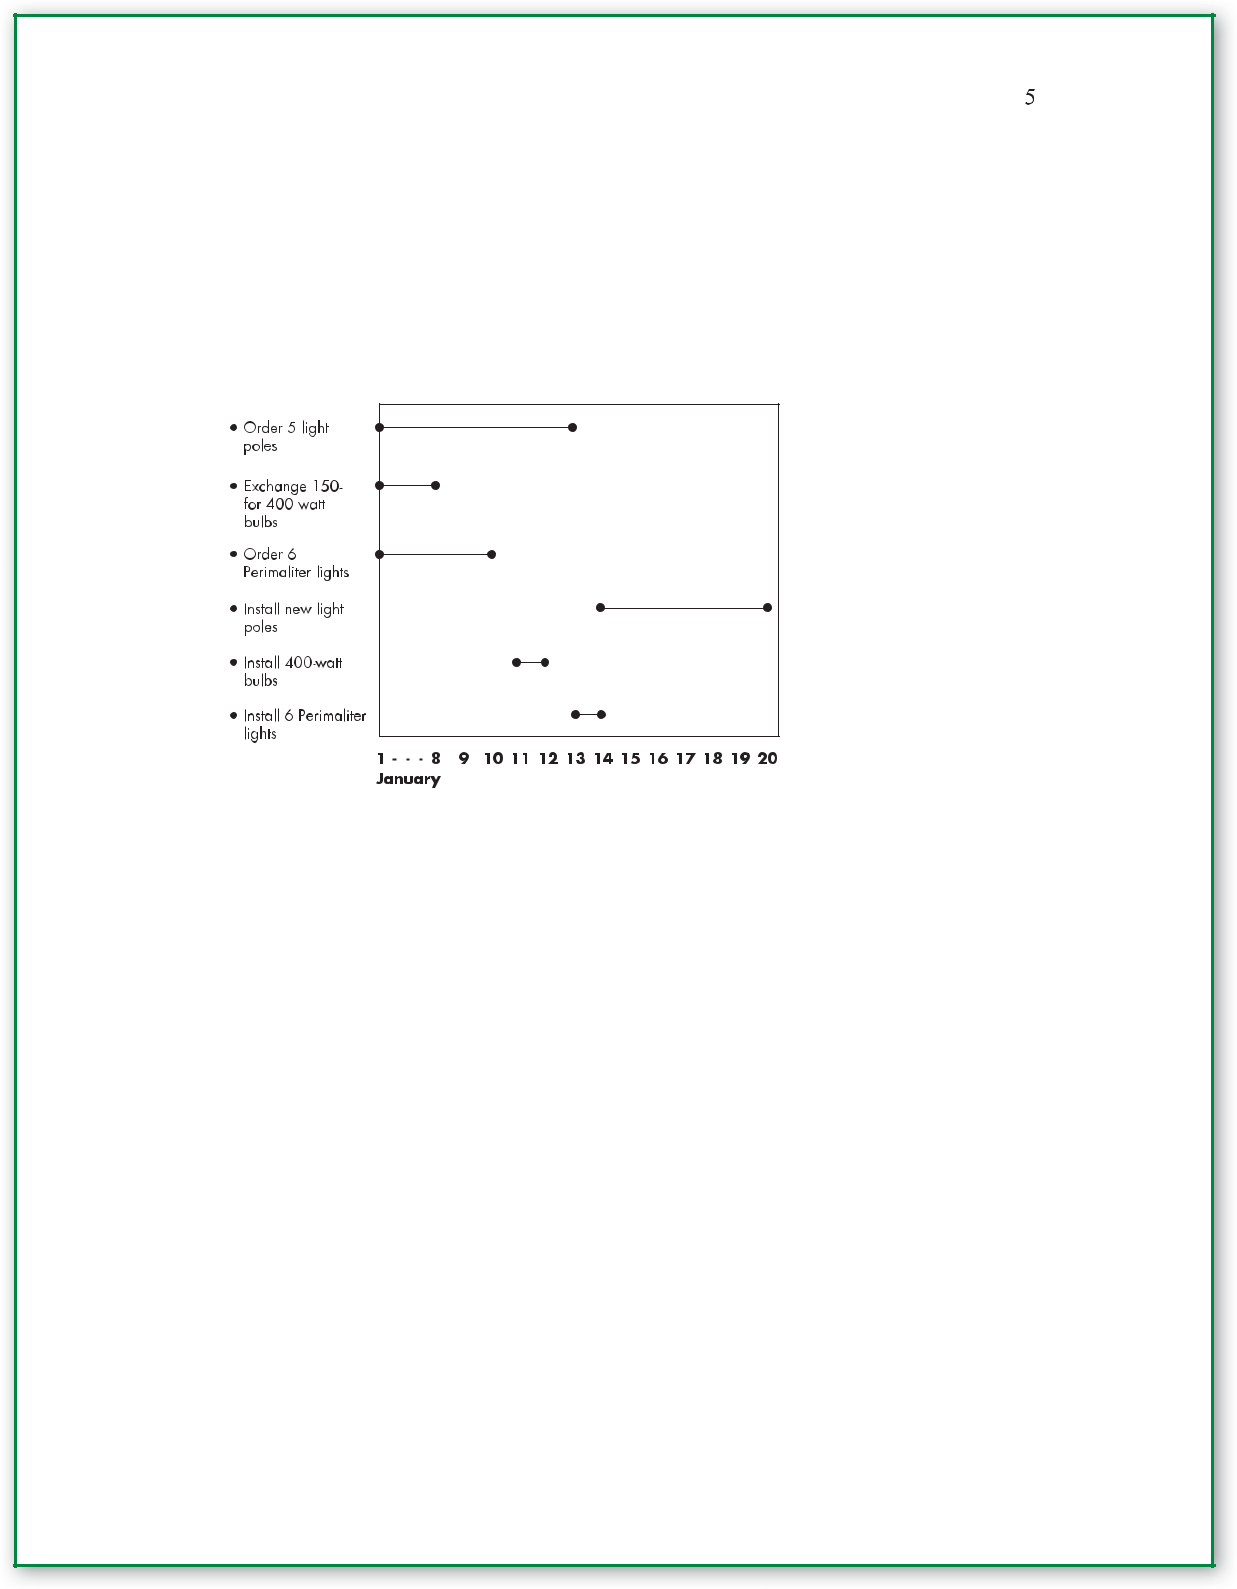 5
• Order 5 light
poles
• Exchange 150-
for 400 watt
bulbs
• Order 6
Perimaliter lights
• Install new light
poles
• Install 400-watt
bulbs
• Install 6 Perimaliter
lights
1 - - - 8 9 10 11 12 13 14 15 16 17 18 19 20
January